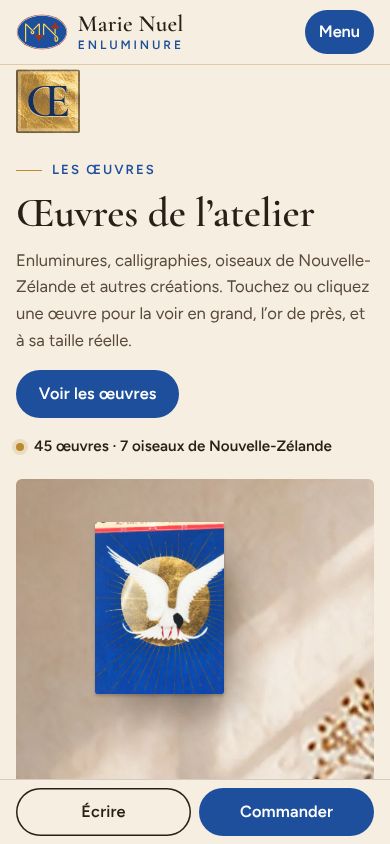 Marie Nuel
ENLUMINURE
Menu
Œ
LES ŒUVRES
Œuvres de l’atelier
Enluminures, calligraphies, oiseaux de Nouvelle-
Zélande et autres créations. Touchez ou cliquez
une œuvre pour la voir en grand, l’or de près, et
à sa taille réelle.
Voir les œuvres
45 œuvres · 7 oiseaux de Nouvelle-Zélande
Écrire
Commander